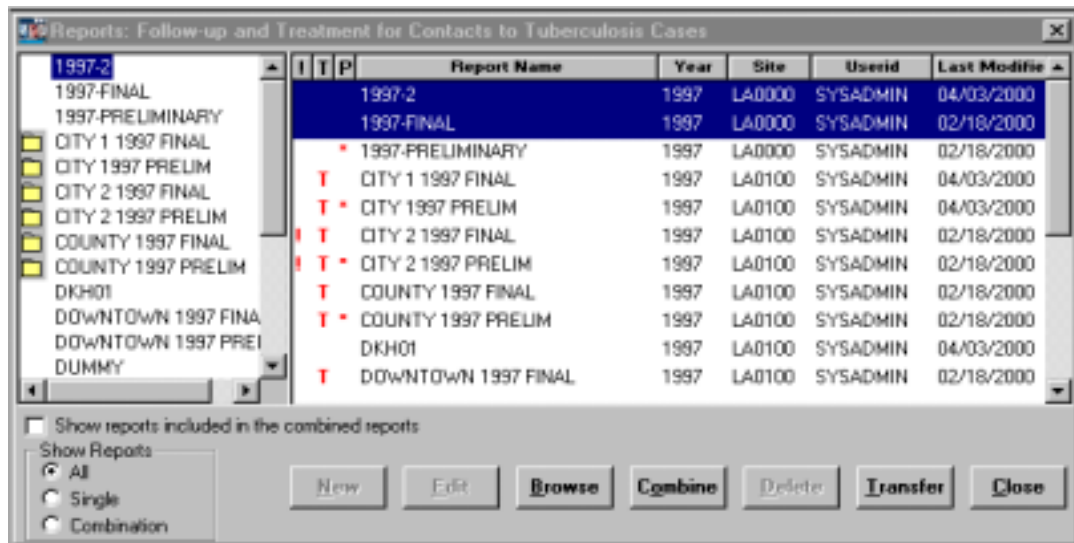 Reports: Follow-up and Treatment for Contacts to Tuberculosis Cases
1997-2
1997-FINAL
1997-PRELIMINARY
CITY 1 1997 FINAL
CITY 1997 PRELIM
CITY 2 1997 FINAL
CITY 2 1997 PRELIM
COUNTY 1997 FINAL
COUNTY 1997 PRELIM
DKH01
DOWNTOWN 1997 FINA
DOWNTOWN 1997 PREI
DUMMY
! T P Report Name Year Site Userid Last Modifie
1997-2 1997 LA0000 SYSADMIN 04/03/2000
1997-FINAL 1997 LA0000 SYSADMIN 02/18/2000
* 1997-PRELIMINARY 1997 LA0000 SYSADMIN 02/18/2000
T CITY 1 1997 FINAL 1997 LA0100 SYSADMIN 04/03/2000
T * CITY 1997 PRELIM 1997 LA0100 SYSADMIN 04/03/2000
! T CITY 2 1997 FINAL 1997 LA0100 SYSADMIN 02/18/2000
! T * CITY 2 1997 PRELIM 1997 LA0100 SYSADMIN 02/18/2000
T COUNTY 1997 FINAL 1997 LA0100 SYSADMIN 02/18/2000
T * COUNTY 1997 PRELIM 1997 LA0100 SYSADMIN 02/18/2000
DKH01 1997 LA0100 SYSADMIN 04/03/2000
T DOWNTOWN 1997 FINAL 1997 LA0100 SYSADMIN 02/18/2000
Show reports included in the combined reports
Show Reports
All
Single
Combination
New Edit Browse Combine Delete Transfer Close